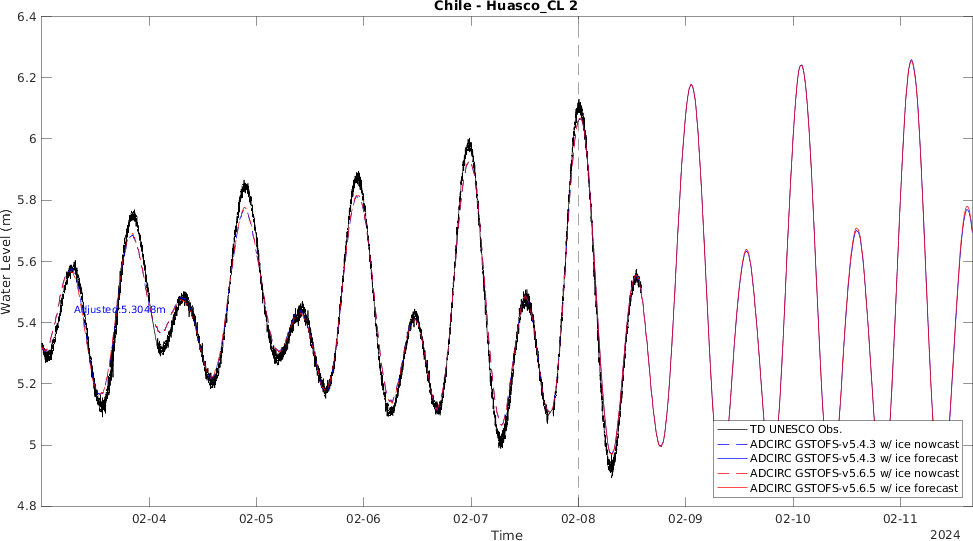 Chile - Huasco_CL 2
6.4
6.2
6
5.8
5.6
5.4
5.2
5
4.8
Water Level (m)
Adjusted:5.3048m
TD UNESCO Obs.
ADCIRC GSTOFS-v5.4.3 w/ ice nowcast
ADCIRC GSTOFS-v5.4.3 w/ ice forecast
ADCIRC GSTOFS-v5.6.5 w/ ice nowcast
ADCIRC GSTOFS-v5.6.5 w/ ice forecast
02-04 02-05 02-06 02-07 02-08 02-09 02-10 02-11
Time
2024